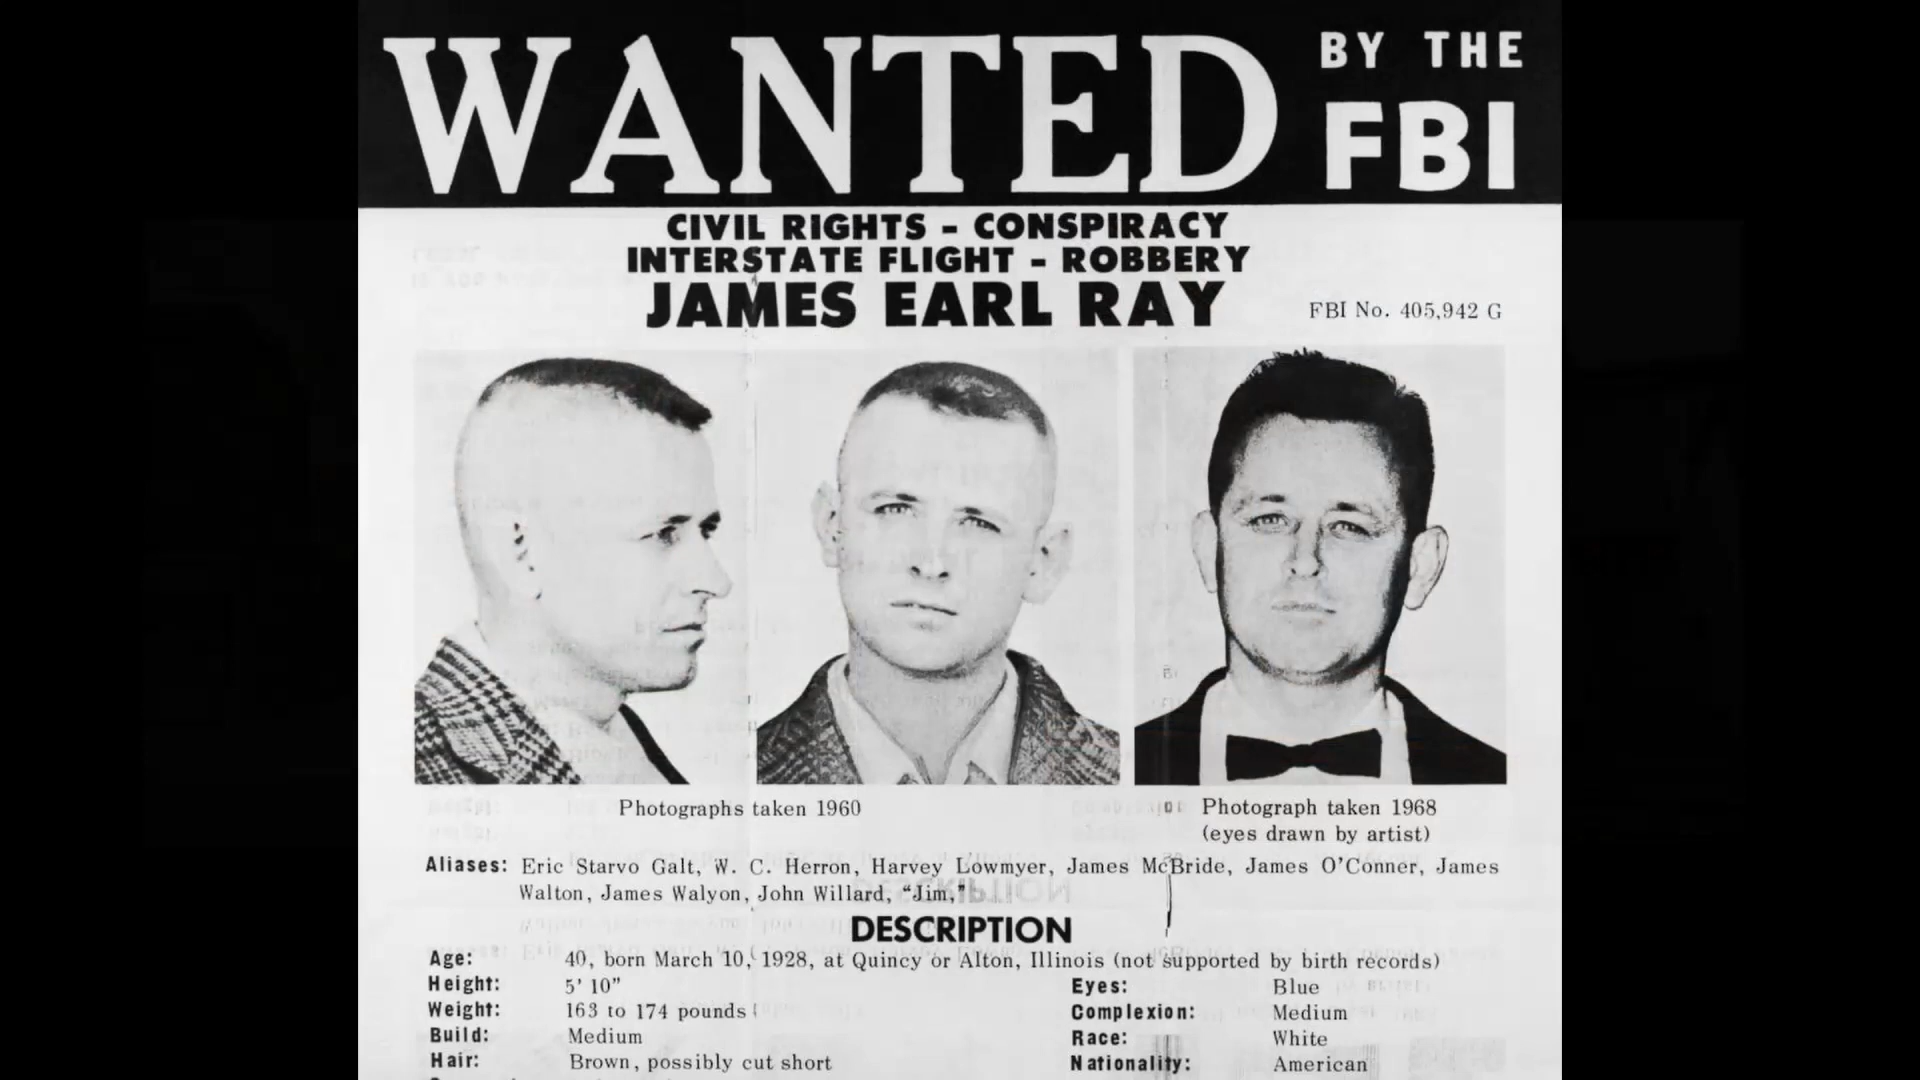 WANTED BY THE FBI
CIVIL RIGHTS - CONSPIRACY
INTERSTATE FLIGHT - ROBBERY
JAMES EARL RAY
FBI No. 405,942 G
Photographs taken 1960
Photograph taken 1968
(eyes drawn by artist)
Aliases: Eric Starvo Galt, W. C. Herron, Harvey Lowmyer, James McBride, James O'Conner, James
Walton, James Walyon, John Willard, "Jim,"
DESCRIPTION
Age: 40, born March 10, 1928, at Quincy or Alton, Illinois (not supported by birth records)
Height: 5' 10"
Eyes: Blue
Weight: 163 to 174 pounds
Complexion: Medium
Build: Medium
Race: White
Hair: Brown, possibly cut short
Nationality: American